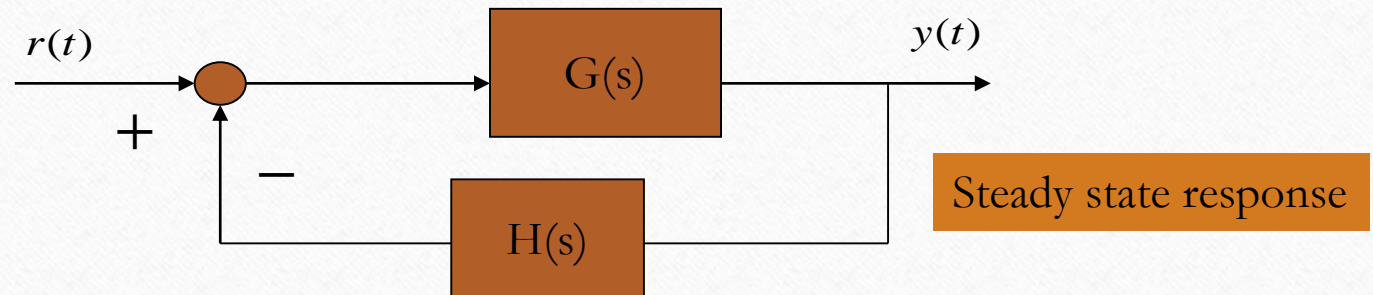 r(t)
y(t)
G(s)
+
−
Steady state response
H(s)